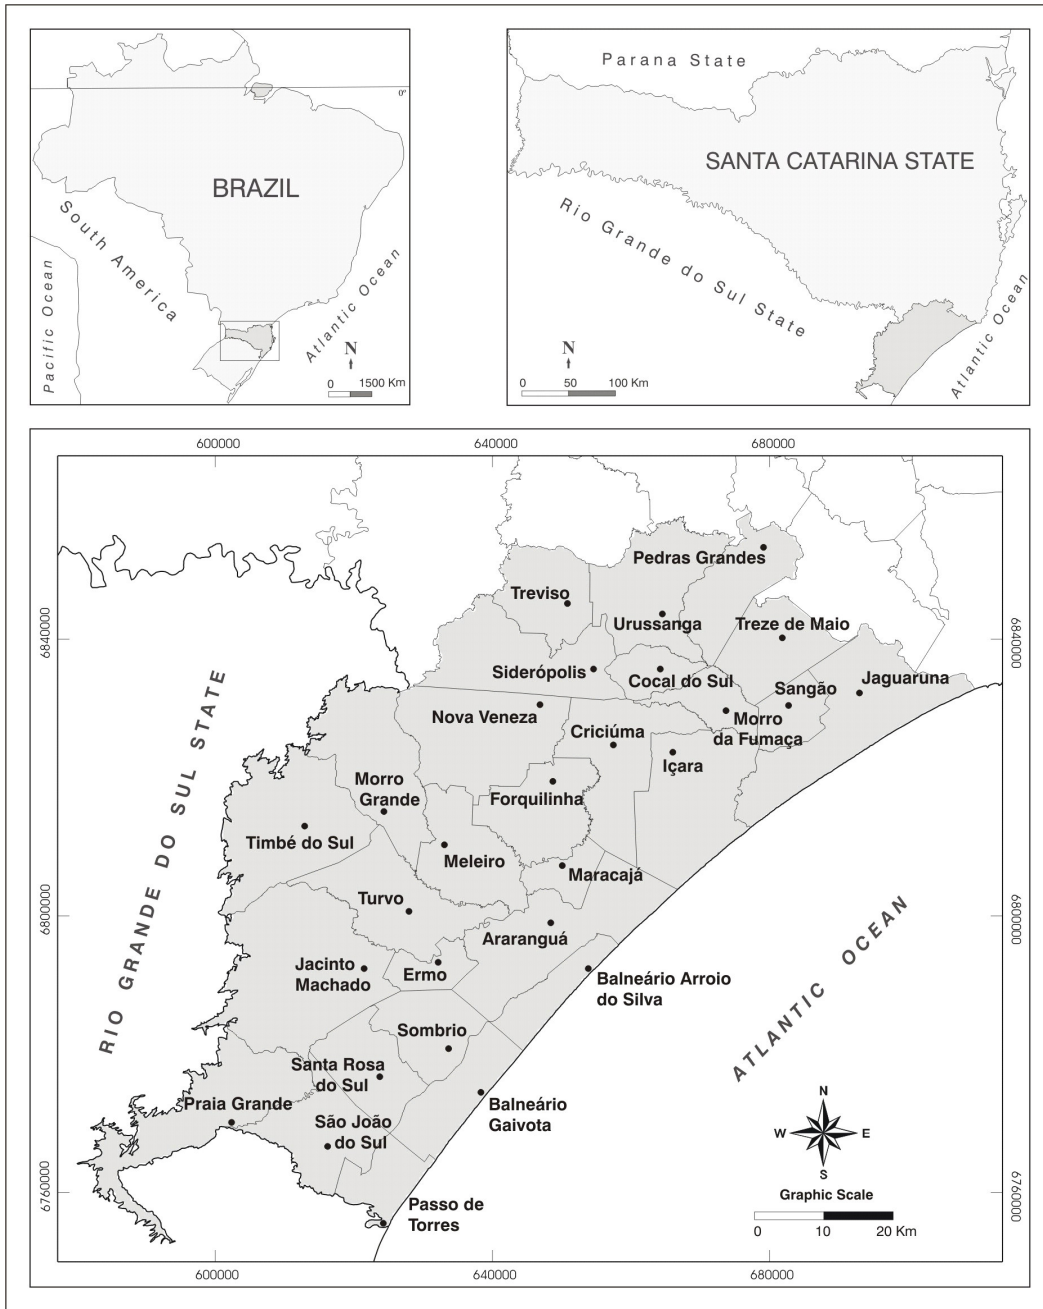 0°
BRAZIL
South America
Pacific Ocean
Atlantic Ocean
N
0 1500 Km
Parana State
SANTA CATARINA STATE
Rio Grande do Sul State
Atlantic Ocean
N
0 50 100 Km
600000 640000 680000
6840000
6800000
6760000
6840000
6800000
6760000
RIO GRANDE DO SUL STATE
Pedras Grandes
Treviso
Urussanga
Treze de Maio
Siderópolis
Cocal do Sul
Sangão
Jaguaruna
Nova Veneza
Criciúma
Morro
da Fumaça
Içara
Morro
Grande
Forquilinha
Timbé do Sul
Meleiro
Maracajá
Turvo
Araranguá
Jacinto
Machado
Ermo
Balneário Arroio
do Silva
Sombrio
Santa Rosa
do Sul
Praia Grande
São João
do Sul
Balneário
Gaivota
Passo de
Torres
ATLANTIC OCEAN
N
W E
S
Graphic Scale
0 10 20 Km
600000 640000 680000